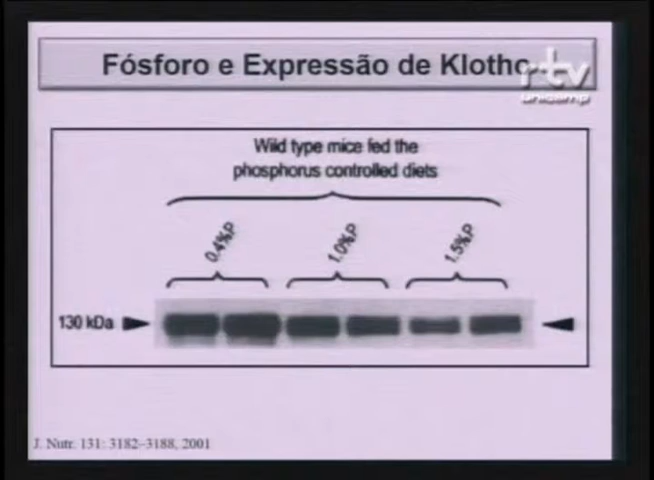 Fósforo e Expressão de Klotho
rtv
unicamp
Wild type mice fed the
phosphorus controlled diets
0.4%P 1.0%P 1.5%P
130 kDa
J. Nutr. 131: 3182–3188, 2001